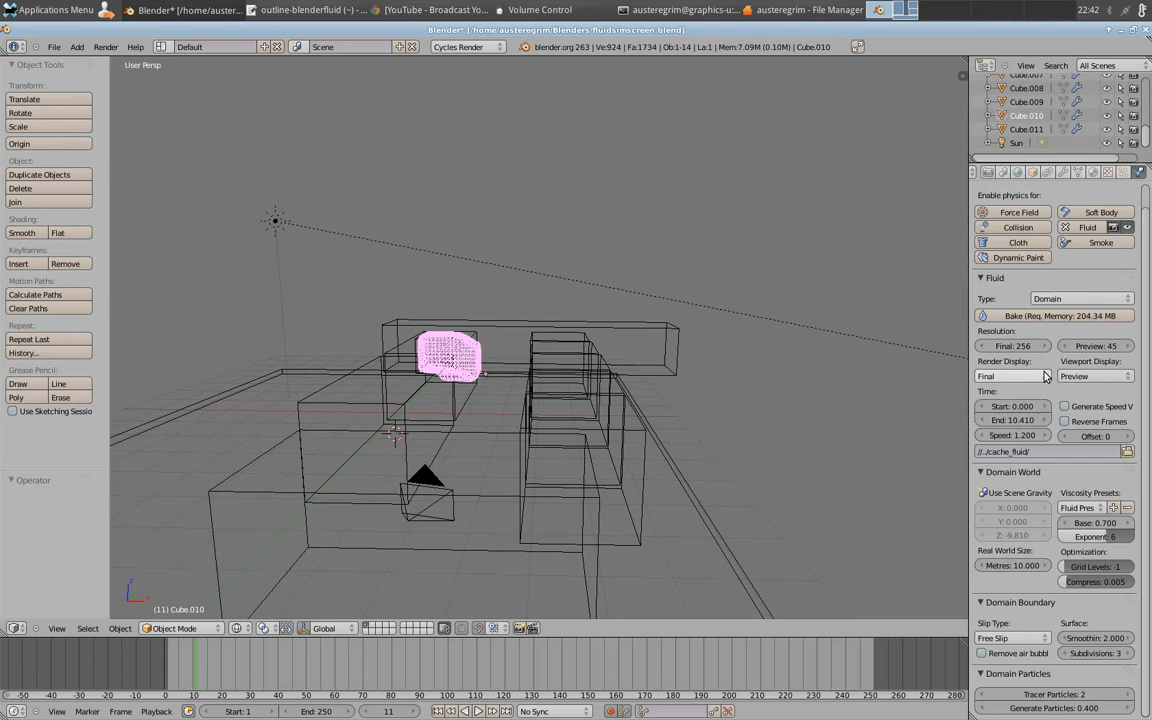 Applications Menu
Blender* [/home/auster...
outline-blenderfluid (~) - ...
[YouTube - Broadcast Yo...
Volume Control
austeregrim@graphics-u:...
austeregrim - File Manager
22:42
Blender* [/home/austeregrim/Blenders/fluidsimscreen.blend]
File Add Render Help
Default
Scene
Cycles Render
blender.org 263 | Ve:924 | Fa:1734 | Ob:1-14 | La:1 | Mem:7.09M (0.10M) | Cube.010
View Search All Scenes
Object Tools
Transform:
Translate
Rotate
Scale
Origin
Object:
Duplicate Objects
Delete
Join
Shading:
Smooth Flat
Keyframes:
Insert Remove
Motion Paths:
Calculate Paths
Clear Paths
Repeat:
Repeat Last
History...
Grease Pencil:
Draw Line
Poly Erase
Use Sketching Sessio
Operator
User Persp
(11) Cube.010
Cube.007
Cube.008
Cube.009
Cube.010
Cube.011
Sun
Enable physics for:
Force Field Soft Body
Collision Fluid
Cloth Smoke
Dynamic Paint
Fluid
Type: Domain
Bake (Req. Memory: 204.34 MB
Resolution:
Final: 256 Preview: 45
Render Display: Viewport Display:
Final Preview
Time:
Start: 0.000 Generate Speed V
End: 10.410 Reverse Frames
Speed: 1.200 Offset: 0
//../cache_fluid/
Domain World
Use Scene Gravity Viscosity Presets:
X: 0.000 Fluid Pres
Y: 0.000 Base: 0.700
Z: -9.810 Exponent: 6
Real World Size: Optimization:
Metres: 10.000 Grid Levels: -1
Compress: 0.005
Domain Boundary
Slip Type: Surface:
Free Slip Smoothin: 2.000
Remove air bubbl Subdivisions: 3
Domain Particles
Tracer Particles: 2
Generate Particles: 0.400
View Select Object Object Mode Global
-50 -40 -30 -20 -10 0 10 20 30 40 50 60 70 80 90 100 110 120 130 140 150 160 170 180 190 200 210 220 230 240 250 260 270 280
View Marker Frame Playback Start: 1 End: 250 11 No Sync